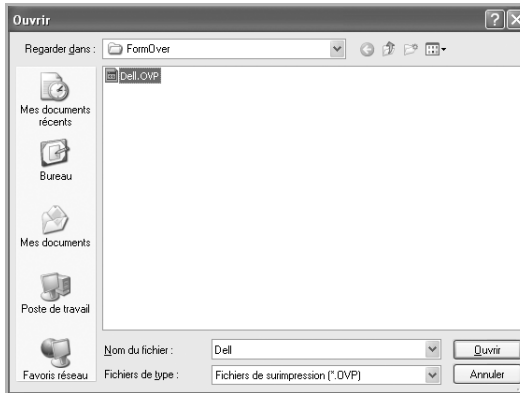 Ouvrir
Regarder dans : FormOver
Dell.OVP
Mes documents
récents
Bureau
Mes documents
Poste de travail
Favoris réseau
Nom du fichier : Dell Ouvrir
Fichiers de type : Fichiers de surimpression (*.OVP) Annuler